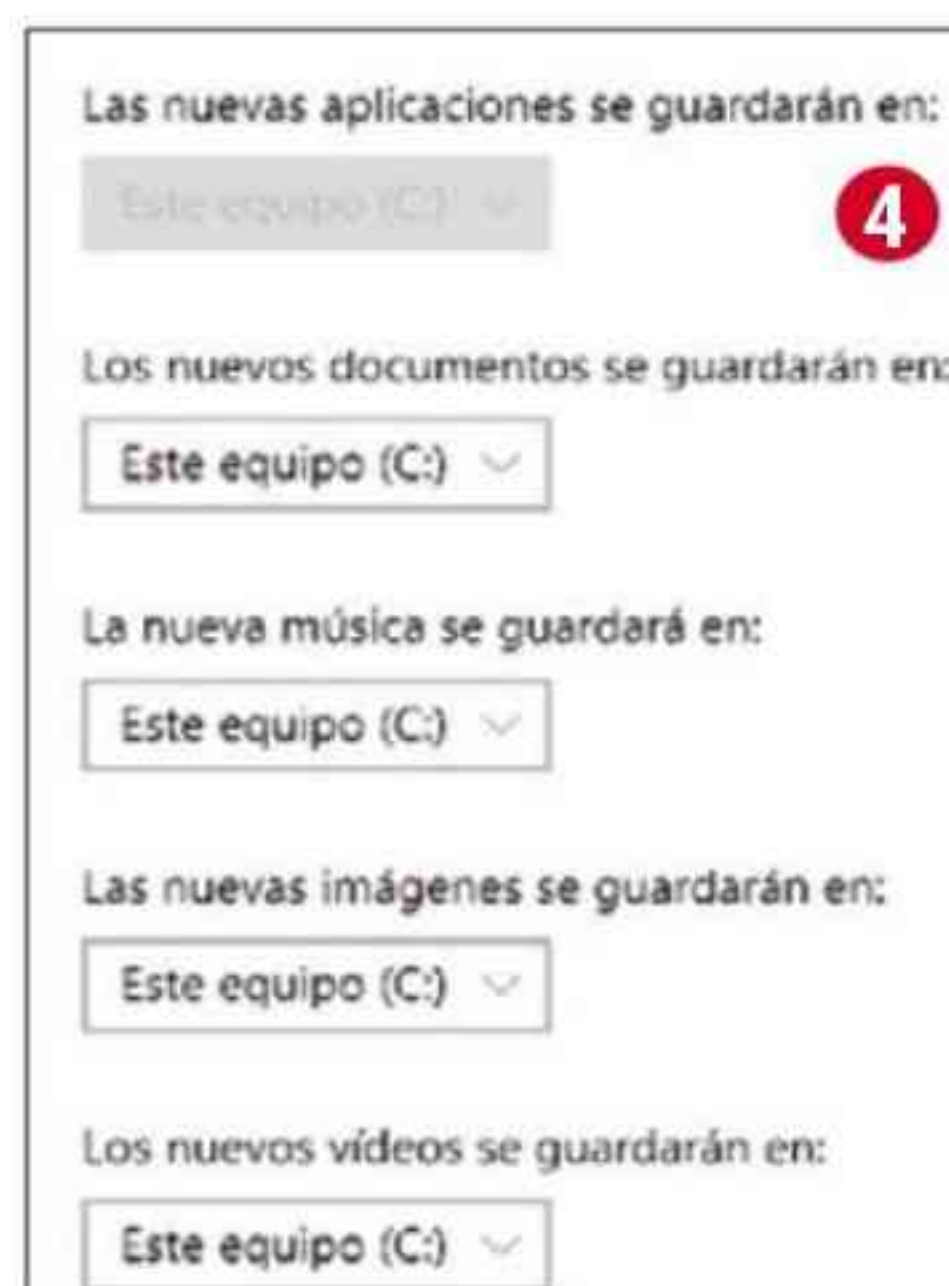 Las nuevas aplicaciones se guardarán en:
Este equipo (C:)
4
Los nuevos documentos se guardarán en:
Este equipo (C:)
La nueva música se guardará en:
Este equipo (C:)
Las nuevas imágenes se guardarán en:
Este equipo (C:)
Los nuevos vídeos se guardarán en:
Este equipo (C:)